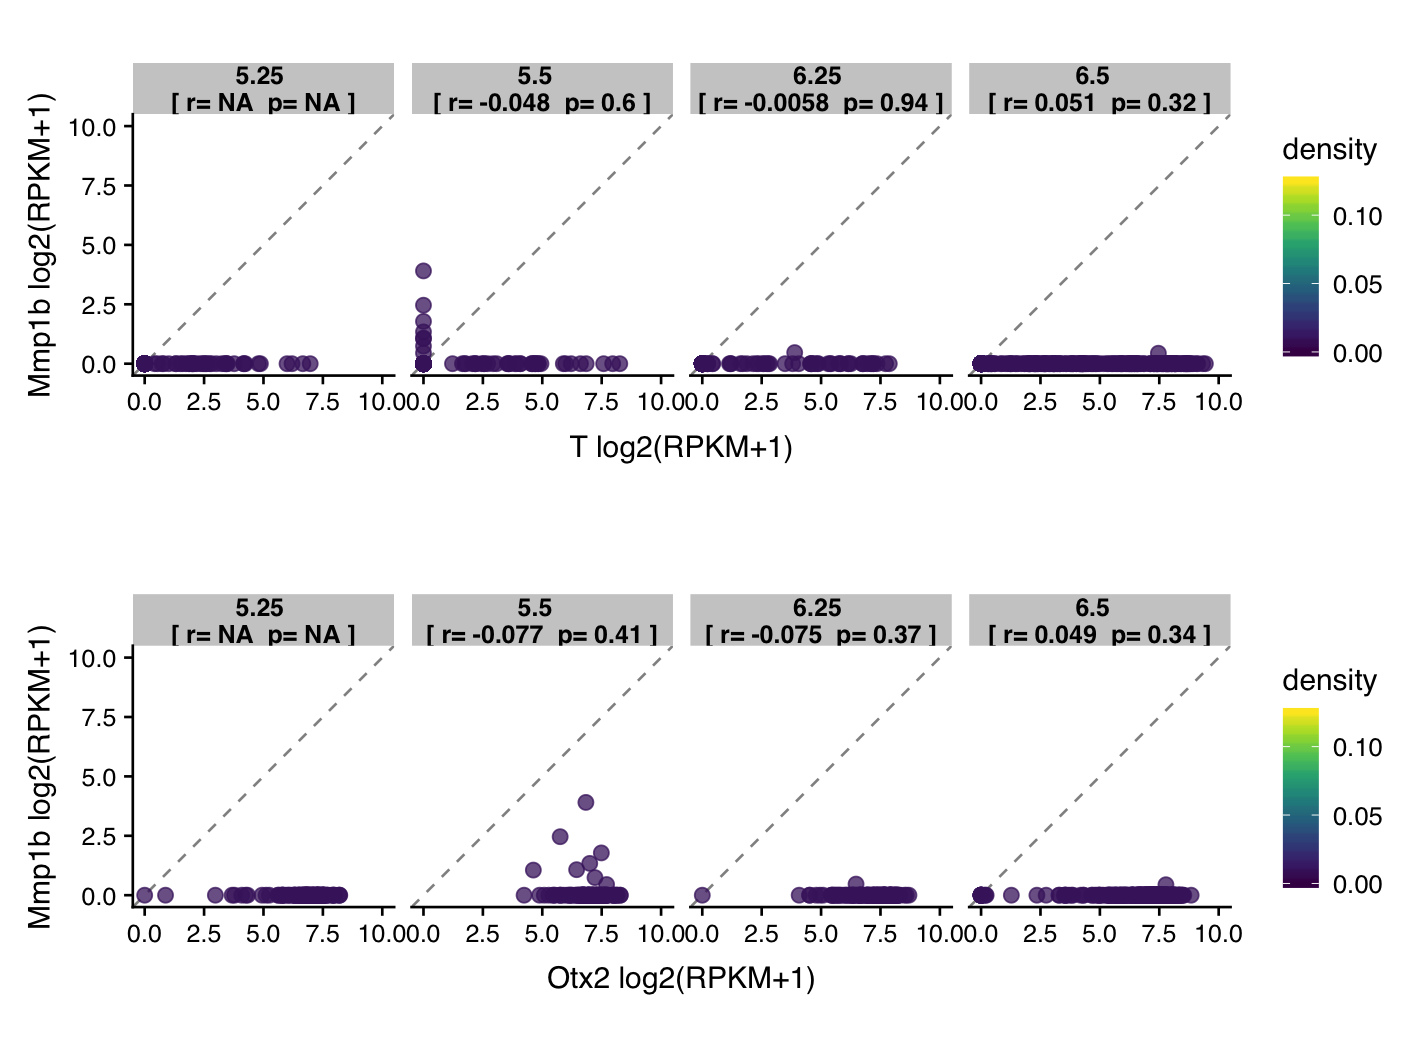 5.25 5.5 6.25 6.5
[ r= NA  p= NA ] [ r= -0.048  p= 0.6 ] [ r= -0.0058  p= 0.94 ] [ r= 0.051  p= 0.32 ]
Mmp1b log2(RPKM+1)
10.0
7.5
5.0
2.5
0.0
0.0 2.5 5.0 7.5 10.0 0.0 2.5 5.0 7.5 10.0 0.0 2.5 5.0 7.5 10.0 0.0 2.5 5.0 7.5 10.0
T log2(RPKM+1)
density
0.10
0.05
0.00
5.25 5.5 6.25 6.5
[ r= NA  p= NA ] [ r= -0.077  p= 0.41 ] [ r= -0.075  p= 0.37 ] [ r= 0.049  p= 0.34 ]
Mmp1b log2(RPKM+1)
10.0
7.5
5.0
2.5
0.0
0.0 2.5 5.0 7.5 10.0 0.0 2.5 5.0 7.5 10.0 0.0 2.5 5.0 7.5 10.0 0.0 2.5 5.0 7.5 10.0
Otx2 log2(RPKM+1)
density
0.10
0.05
0.00